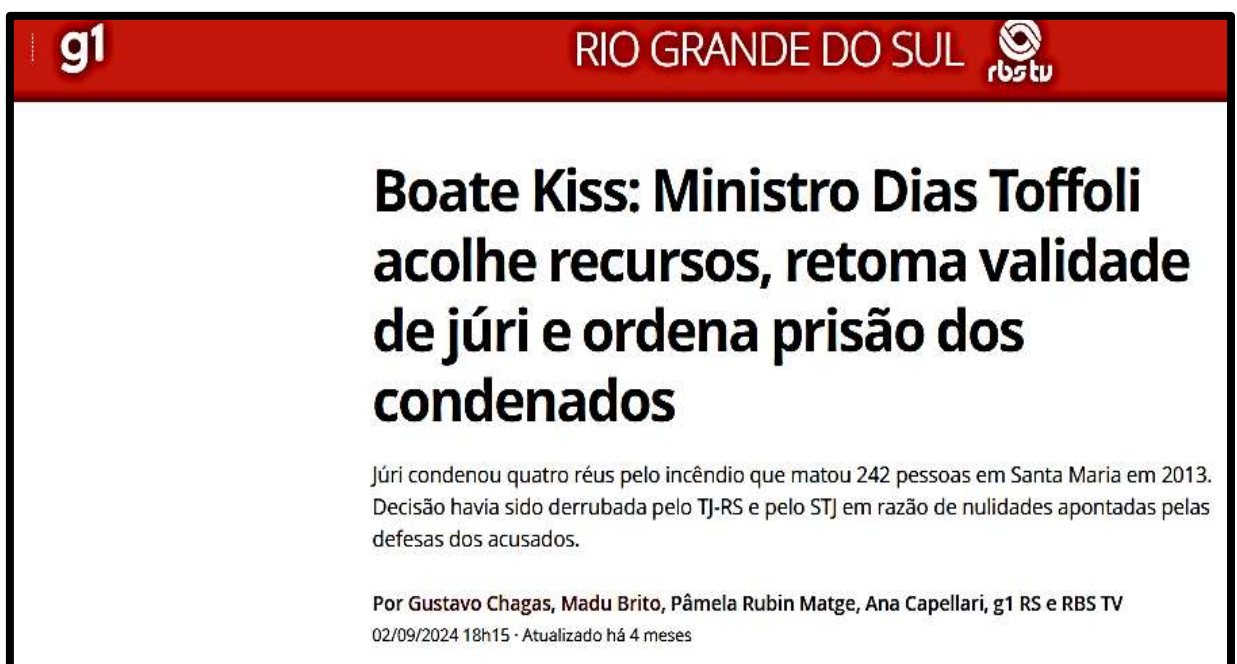 g1
RIO GRANDE DO SUL
rbs tv
Boate Kiss: Ministro Dias Toffoli
acolhe recursos, retoma validade
de júri e ordena prisão dos
condenados
Júri condenou quatro réus pelo incêndio que matou 242 pessoas em Santa Maria em 2013.
Decisão havia sido derrubada pelo TJ-RS e pelo STJ em razão de nulidades apontadas pelas
defesas dos acusados.
Por Gustavo Chagas, Madu Brito, Pâmela Rubin Matge, Ana Capellari, g1 RS e RBS TV
02/09/2024 18h15 · Atualizado há 4 meses